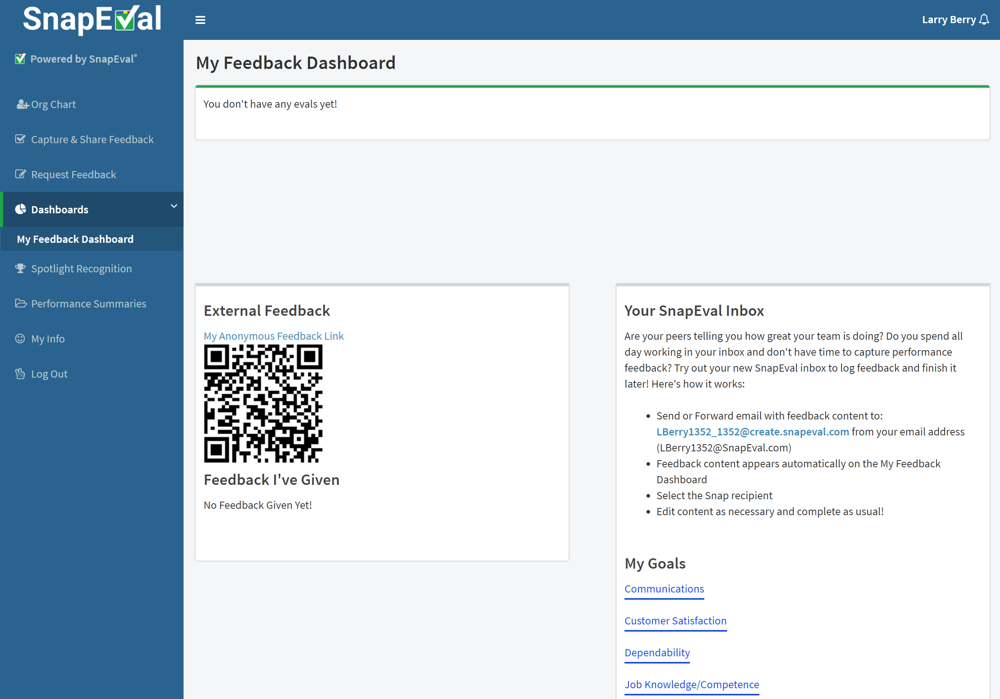 SnapEval
Larry Berry
Powered by SnapEval®
Org Chart
Capture & Share Feedback
Request Feedback
Dashboards
My Feedback Dashboard
Spotlight Recognition
Performance Summaries
My Info
Log Out
My Feedback Dashboard
You don't have any evals yet!
External Feedback
My Anonymous Feedback Link
Feedback I've Given
No Feedback Given Yet!
Your SnapEval Inbox
Are your peers telling you how great your team is doing? Do you spend all
day working in your inbox and don't have time to capture performance
feedback? Try out your new SnapEval inbox to log feedback and finish it
later! Here's how it works:
• Send or Forward email with feedback content to:
LBerry1352_1352@create.snapeval.com from your email address
(LBerry1352@SnapEval.com)
• Feedback content appears automatically on the My Feedback
Dashboard
• Select the Snap recipient
• Edit content as necessary and complete as usual!
My Goals
Communications
Customer Satisfaction
Dependability
Job Knowledge/Competence